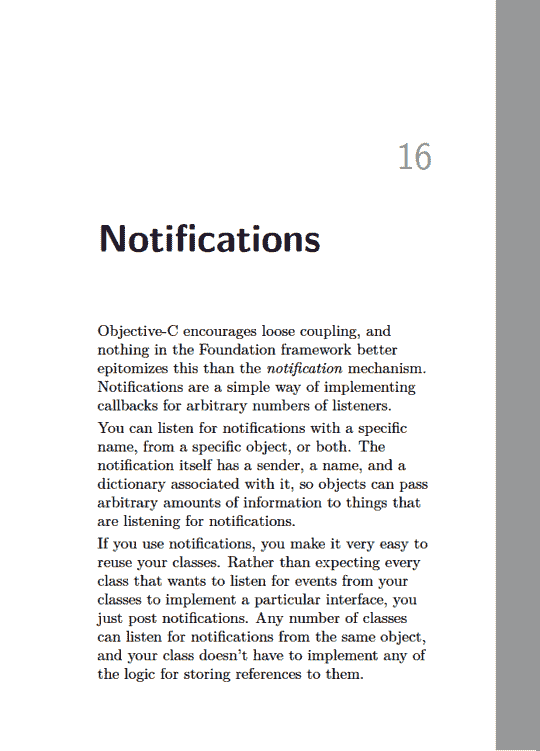 16
Notifications
Objective-C encourages loose coupling, and
nothing in the Foundation framework better
epitomizes this than the notification mechanism.
Notifications are a simple way of implementing
callbacks for arbitrary numbers of listeners.
You can listen for notifications with a specific
name, from a specific object, or both. The
notification itself has a sender, a name, and a
dictionary associated with it, so objects can pass
arbitrary amounts of information to things that
are listening for notifications.
If you use notifications, you make it very easy to
reuse your classes. Rather than expecting every
class that wants to listen for events from your
classes to implement a particular interface, you
just post notifications. Any number of classes
can listen for notifications from the same object,
and your class doesn't have to implement any of
the logic for storing references to them.